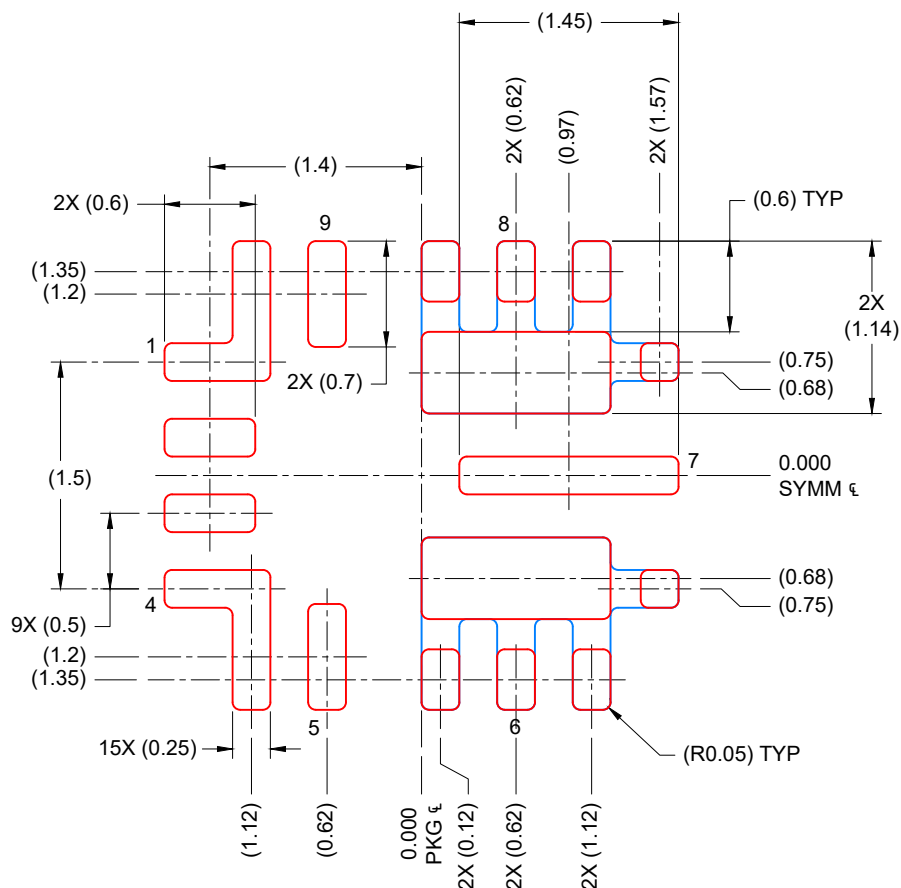 (1.45)
2X (0.62)
(0.97)
2X (1.57)
(1.4)
2X (0.6)
9
8
(0.6) TYP
(1.35)
(1.2)
2X
(1.14)
1
2X (0.7)
(0.75)
(0.68)
7
0.000
SYMM ℄
(1.5)
(0.68)
(0.75)
4
9X (0.5)
(1.2)
(1.35)
5
6
15X (0.25)
(R0.05) TYP
(1.12)
(0.62)
0.000
PKG ℄
2X (0.12)
2X (0.62)
2X (1.12)